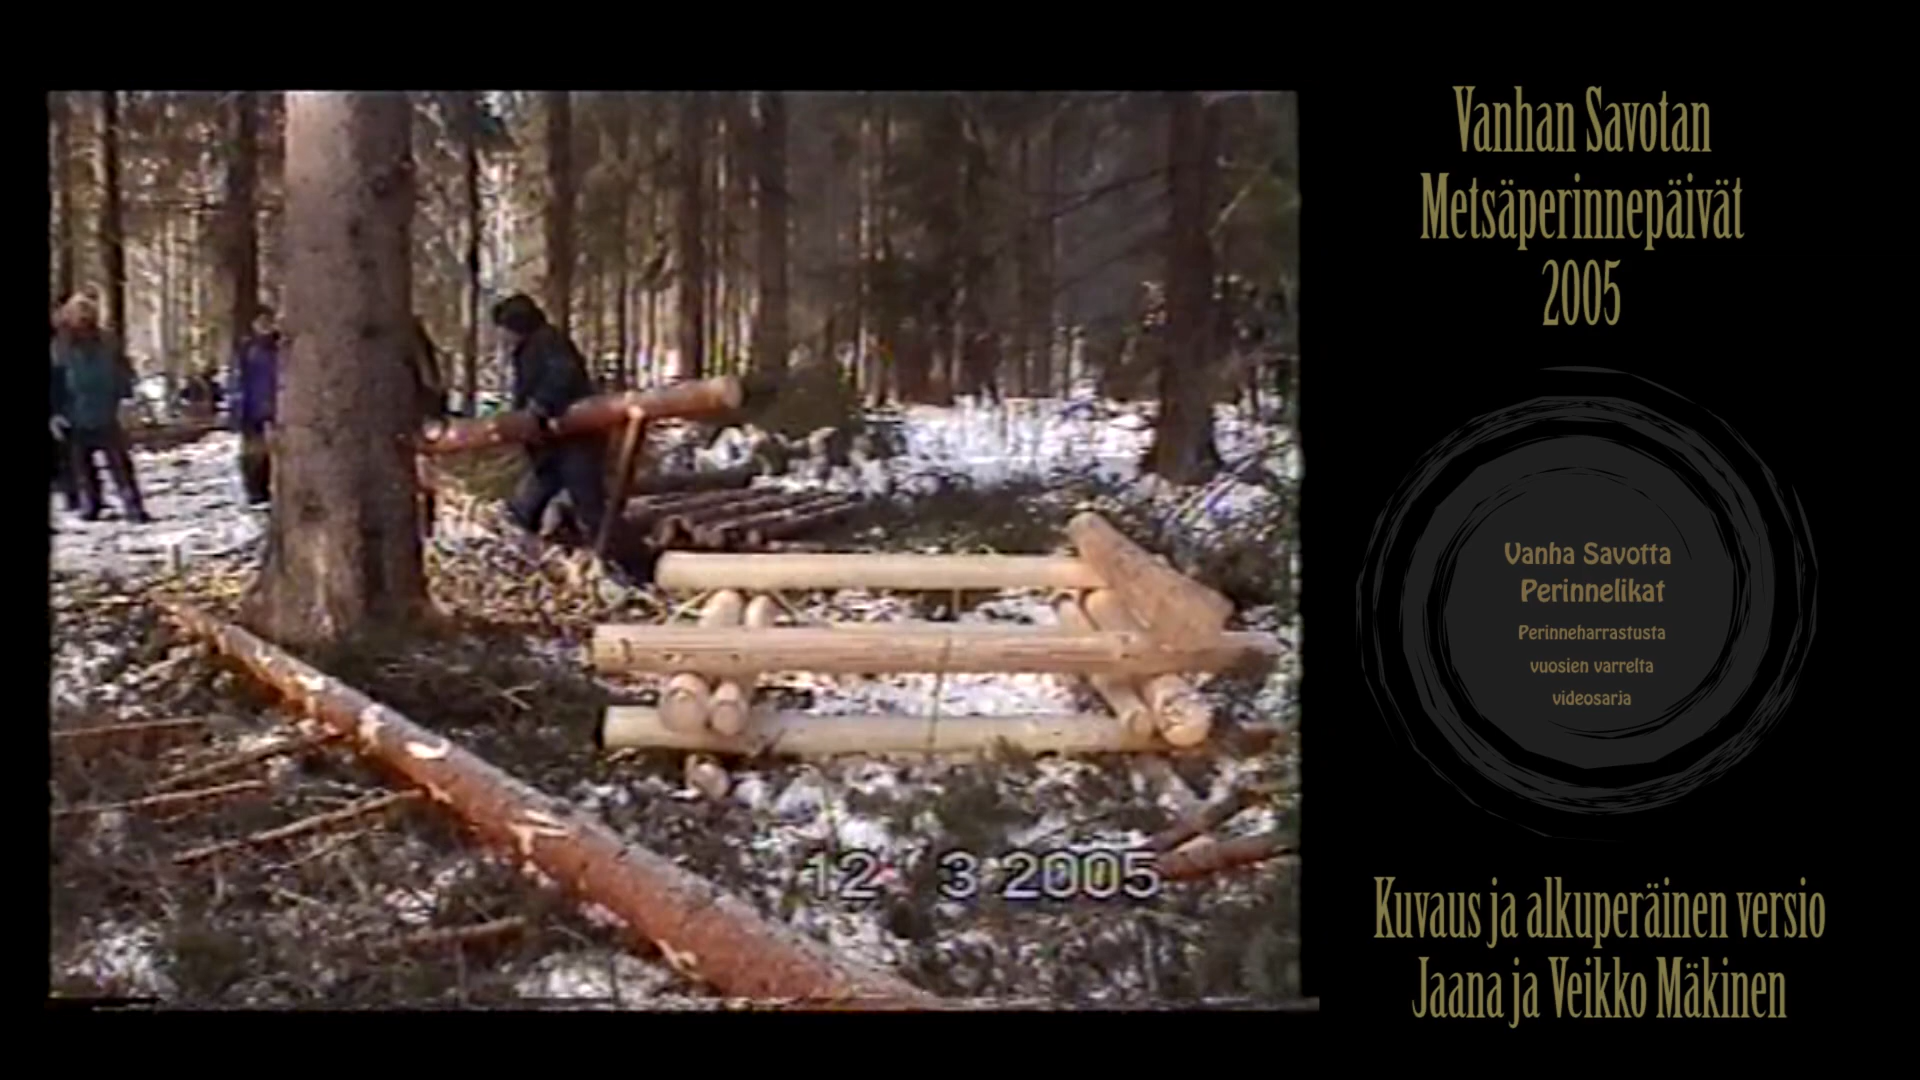 Vanhan Savotan
Metsäperinnepäivät
2005
Vanha Savotta
Perinnelikat
Perinneharrastusta
vuosien varrelta
videosarja
12 3 2005
Kuvaus ja alkuperäinen versio
Jaana ja Veikko Mäkinen